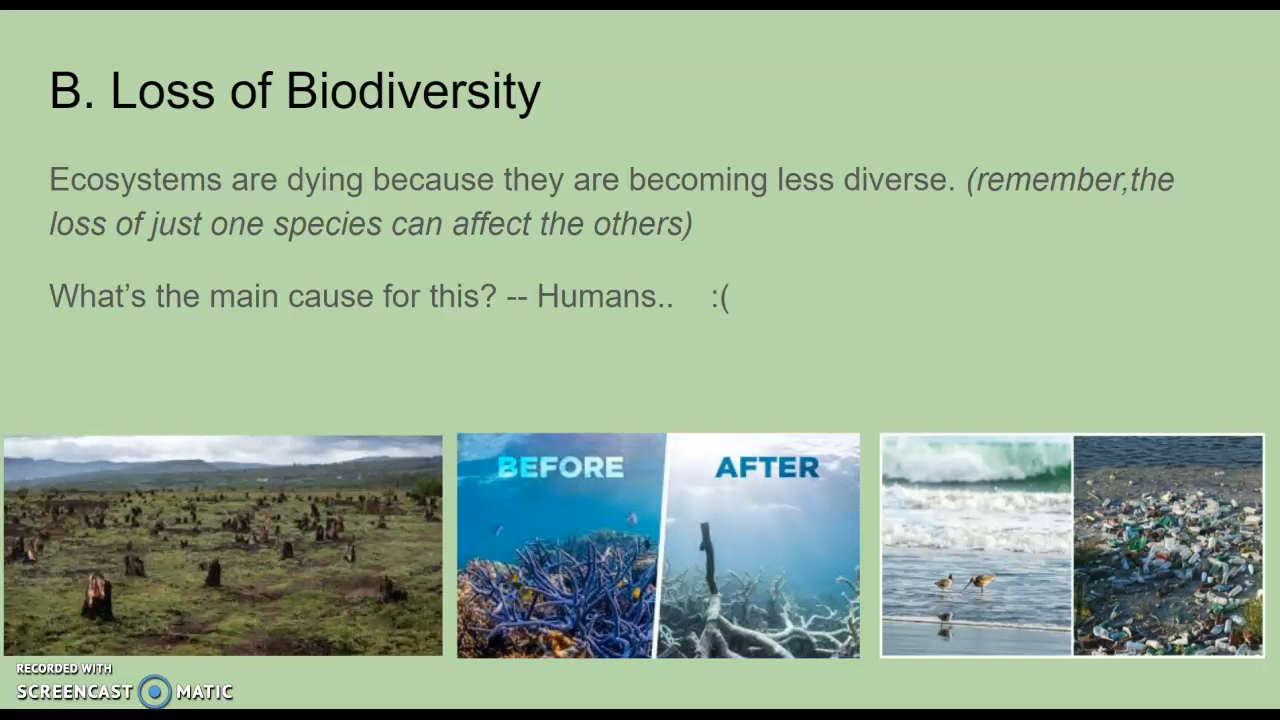 B. Loss of Biodiversity
Ecosystems are dying because they are becoming less diverse. (remember,the
loss of just one species can affect the others)
What's the main cause for this? -- Humans..    :(
BEFORE
AFTER
RECORDED WITH
SCREENCAST MATIC